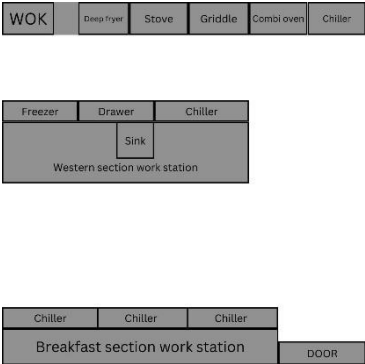 WOK Deep fryer Stove Griddle Combi oven Chiller
Freezer Drawer Chiller
Sink
Western section work station
Chiller Chiller Chiller
Breakfast section work station
DOOR